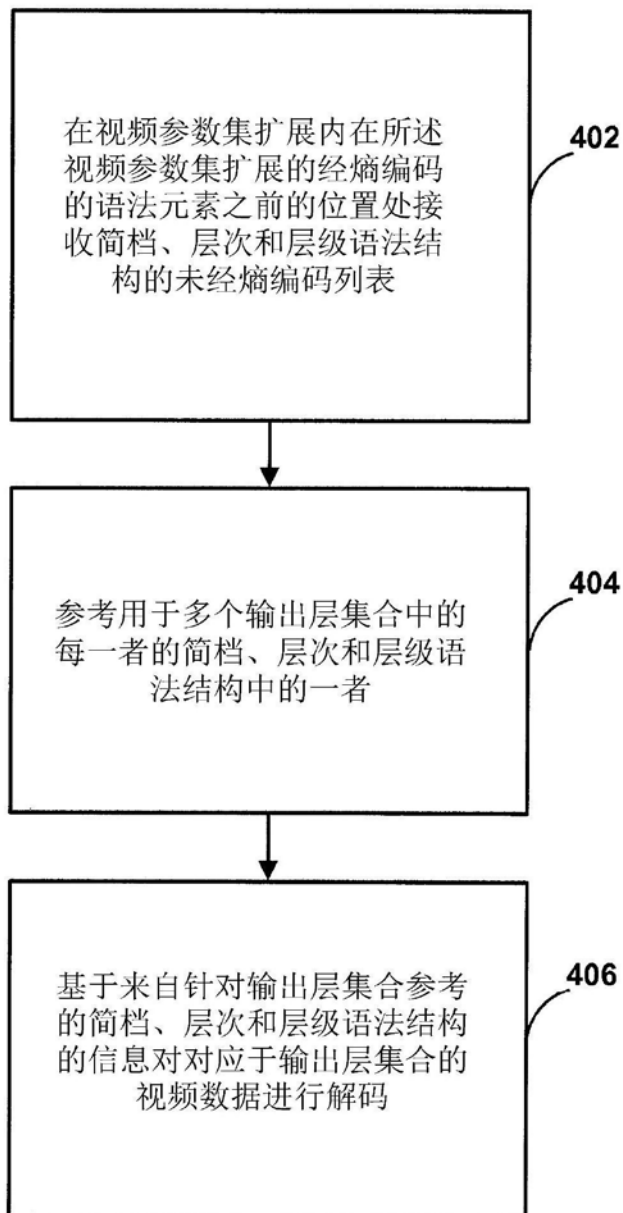 在视频参数集扩展内在所述
视频参数集扩展的经熵编码
的语法元素之前的位置处接
收简档、层次和层级语法结
构的未经熵编码列表
402
参考用于多个输出层集合中的
每一者的简档、层次和层级语
法结构中的一者
404
基于来自针对输出层集合参考
的简档、层次和层级语法结构
的信息对对应于输出层集合的
视频数据进行解码
406